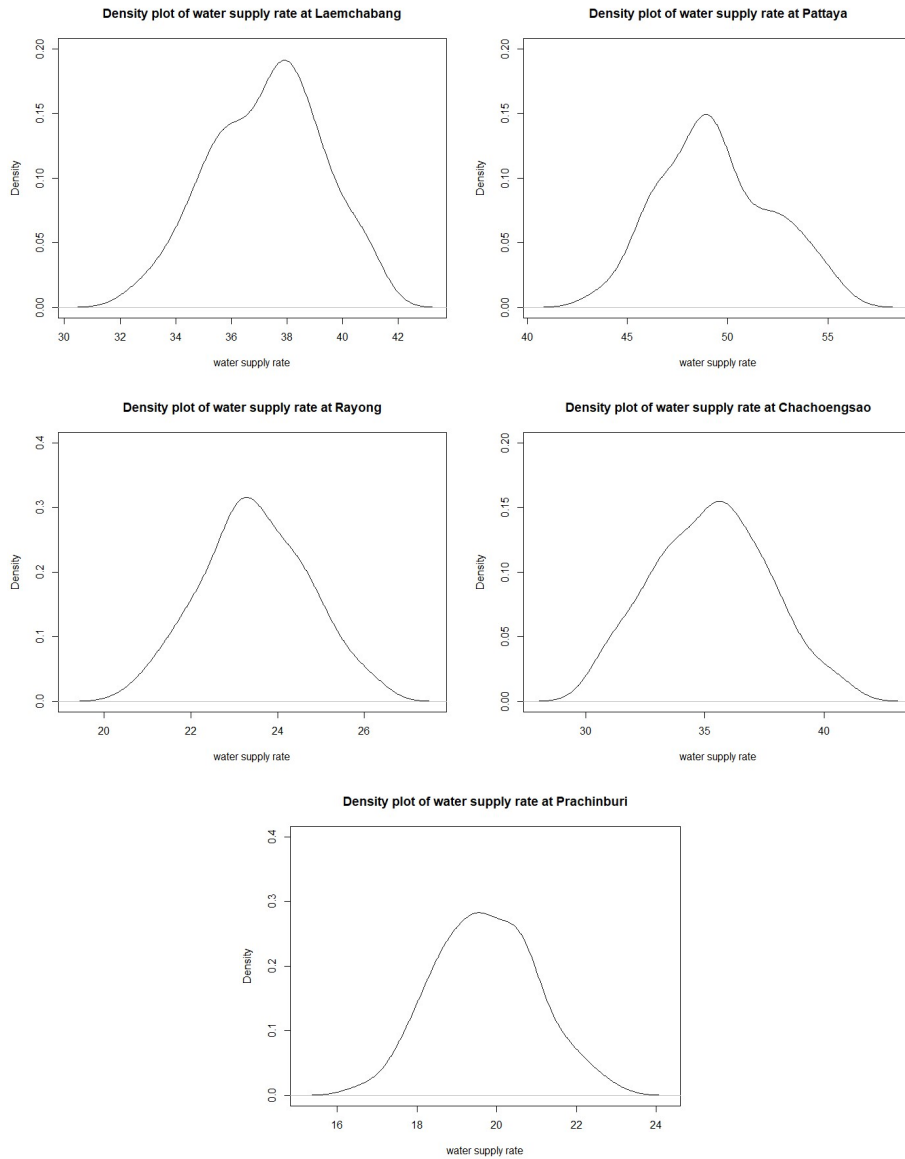 Density plot of water supply rate at Laemchabang
0.20
0.15
0.10
0.05
0.00
Density
30 32 34 36 38 40 42
water supply rate
Density plot of water supply rate at Pattaya
0.20
0.15
0.10
0.05
0.00
Density
40 45 50 55
water supply rate
Density plot of water supply rate at Rayong
0.4
0.3
0.2
0.1
0.0
Density
20 22 24 26
water supply rate
Density plot of water supply rate at Chachoengsao
0.20
0.15
0.10
0.05
0.00
Density
30 35 40
water supply rate
Density plot of water supply rate at Prachinburi
0.4
0.3
0.2
0.1
0.0
Density
16 18 20 22 24
water supply rate